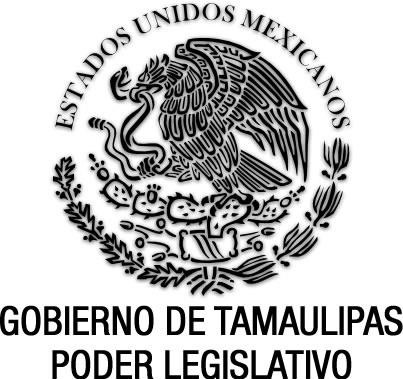 ESTADOS UNIDOS MEXICANOS
GOBIERNO DE TAMAULIPAS
PODER LEGISLATIVO